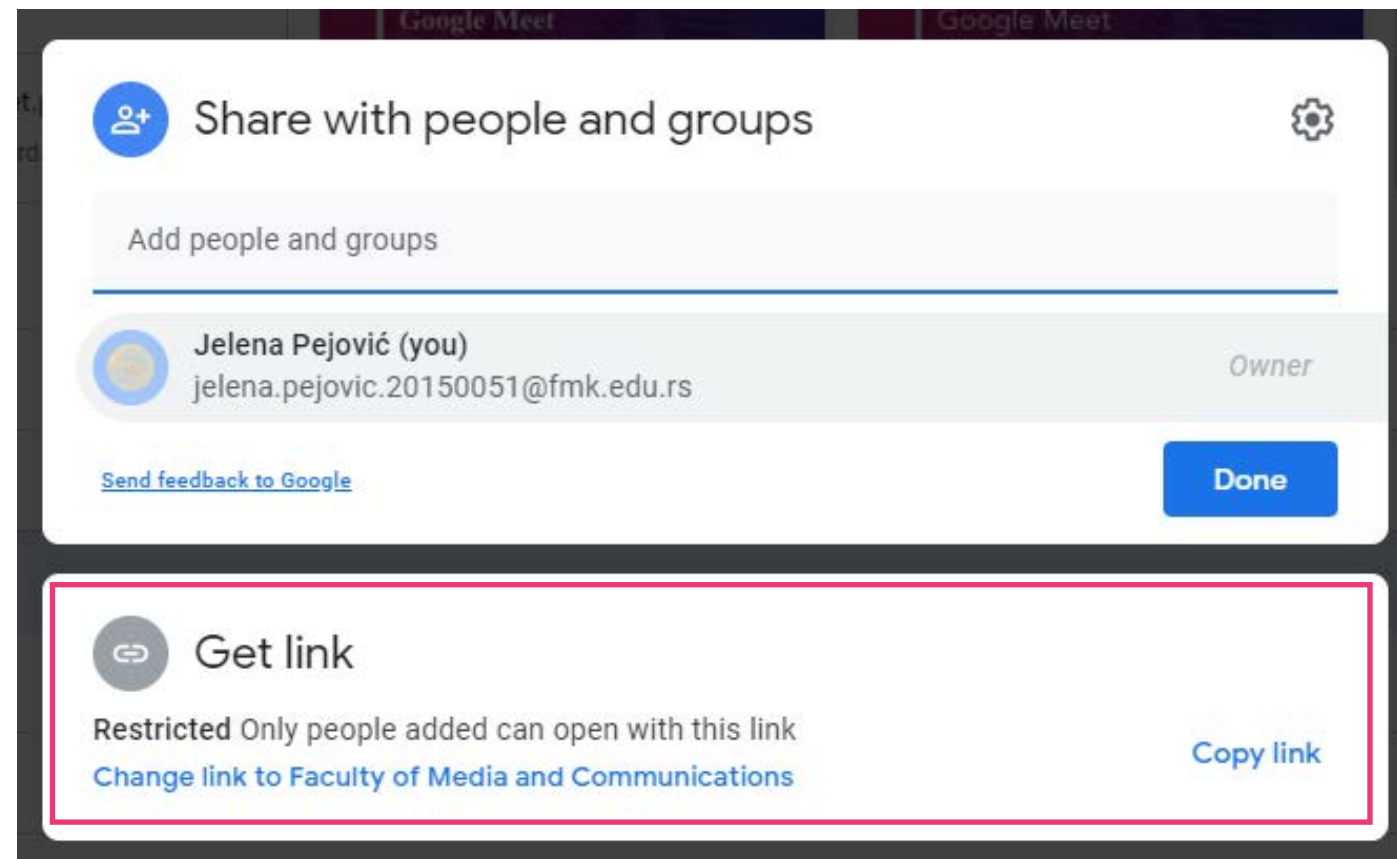 Google Meet
Google Meet
Share with people and groups
Add people and groups
Jelena Pejović (you)
jelena.pejovic.20150051@fmk.edu.rs
Owner
Send feedback to Google
Done
Get link
Restricted Only people added can open with this link
Change link to Faculty of Media and Communications
Copy link